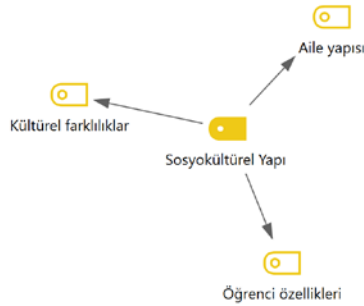 Aile yapısı
Kültürel farklılıklar
Sosyokültürel Yapı
Öğrenci özellikleri